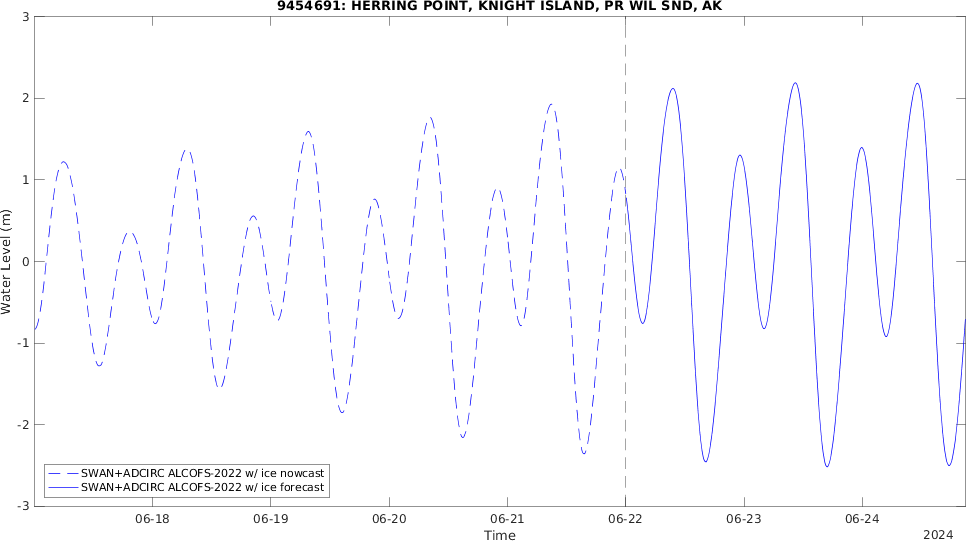 9454691: HERRING POINT, KNIGHT ISLAND, PR WIL SND, AK
3
2
1
0
-1
-2
-3
Water Level (m)
SWAN+ADCIRC ALCOFS-2022 w/ ice nowcast
SWAN+ADCIRC ALCOFS-2022 w/ ice forecast
06-18 06-19 06-20 06-21 06-22 06-23 06-24
Time
2024